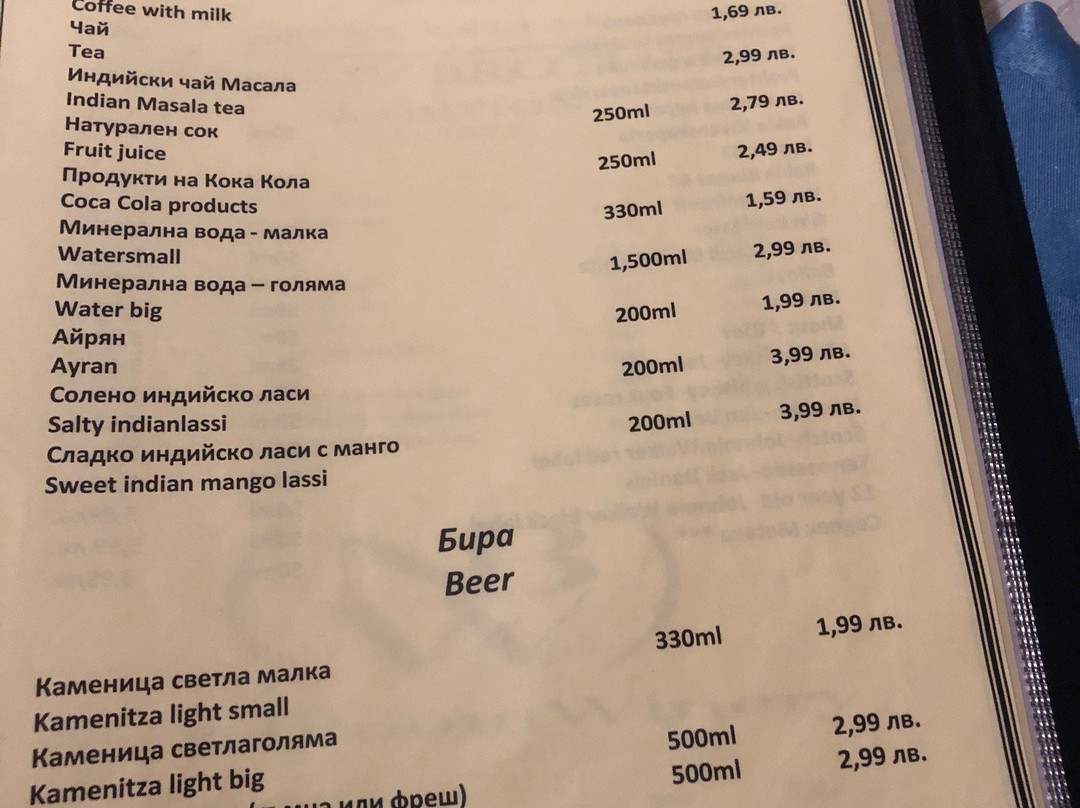 Coffee with milk
Чай 1,69 лв.
Tea
Индийски чай Масала 2,99 лв.
Indian Masala tea
Натурален сок 250ml 2,79 лв.
Fruit juice
Продукти на Кока Кола 250ml 2,49 лв.
Coca Cola products
Минерална вода - малка 330ml 1,59 лв.
Watersmall
Минерална вода – голяма 1,500ml 2,99 лв.
Water big
Айрян 200ml 1,99 лв.
Ayran
Солено индийско ласи 200ml 3,99 лв.
Salty indianlassi
Сладко индийско ласи с манго 200ml 3,99 лв.
Sweet indian mango lassi
Бира
Beer
Каменица светла малка 330ml 1,99 лв.
Kamenitza light small
Каменица светлаголяма 500ml 2,99 лв.
Kamenitza light big
или фреш) 500ml 2,99 лв.